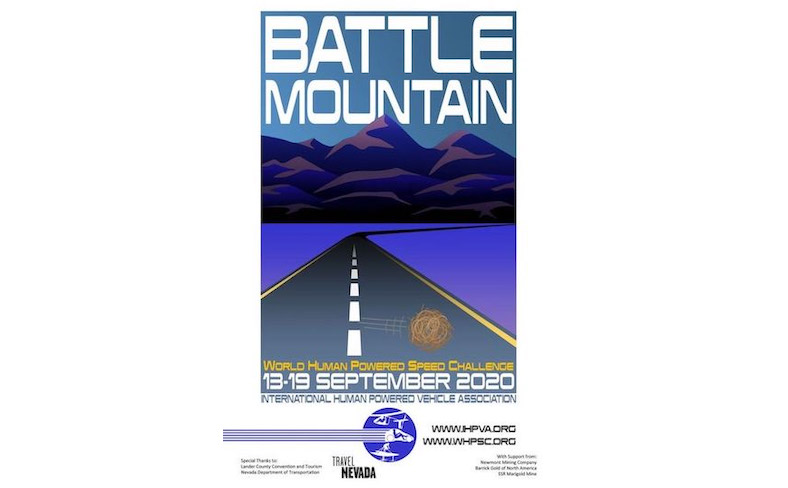 BATTLE
MOUNTAIN
World Human Powered Speed Challenge
13-19 SEPTEMBER 2020
INTERNATIONAL HUMAN POWERED VEHICLE ASSOCIATION
WWW.IHPVA.ORG
WWW.WHPSC.ORG
Special Thanks to:
Lander County Convention and Tourism
Nevada Department of Transportation
TRAVEL
NEVADA
With Support from:
Newmont Mining Company
Barrick Gold of North America
SSR Marigold Mine